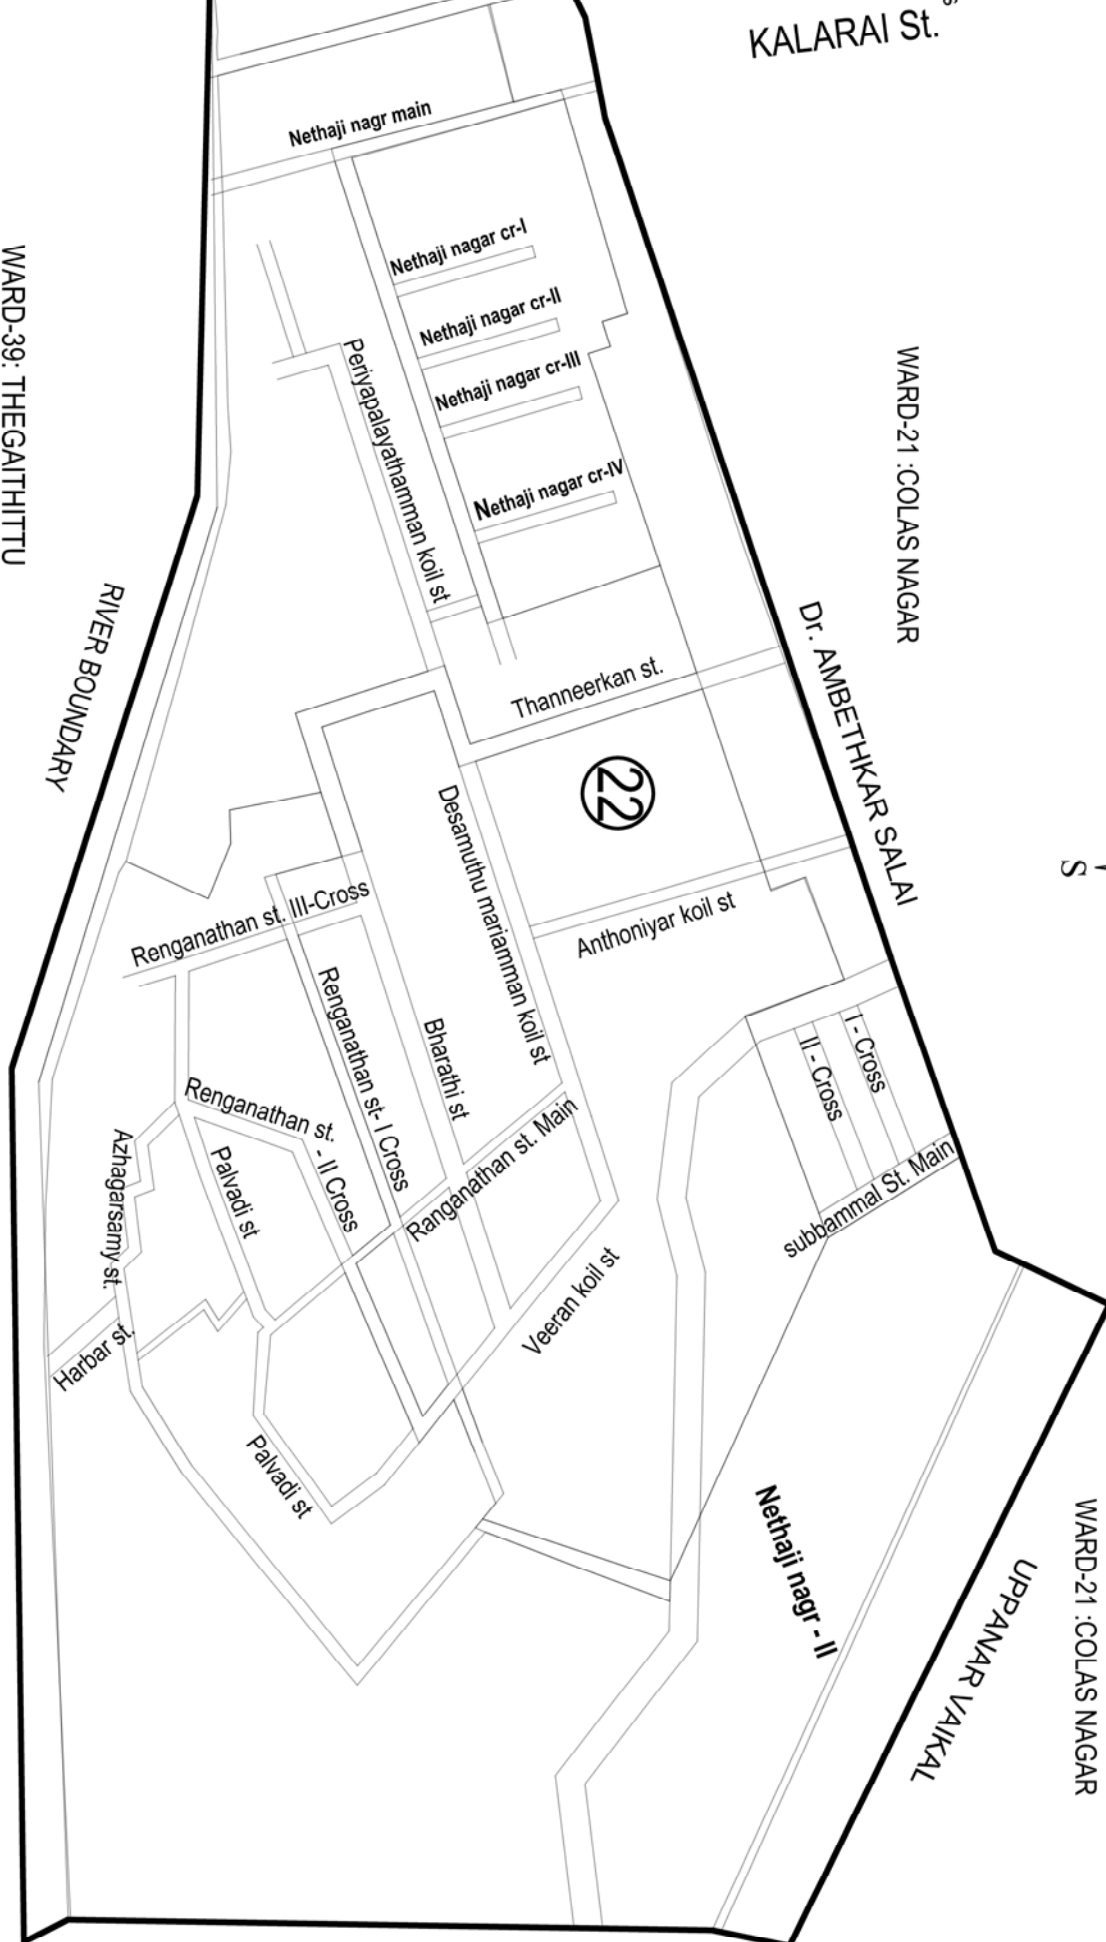 KALARAI St.
Nethaji nagr main
Nethaji nagar cr-I
Nethaji nagar cr-II
Nethaji nagar cr-III
Nethaji nagar cr-IV
Periyapalayathamman koil st
WARD-39: THEGAITHITTU
WARD-21 :COLAS NAGAR
RIVER BOUNDARY
Dr. AMBETHKAR SALAI
Thanneerkan st.
22
Desamuthu mariamman koil st
S
Anthoniyar koil st
Renganathan st. III-Cross
Renganathan st- I Cross
Bharathi st
I - Cross
II - Cross
Renganathan st.
- II Cross
Ranganathan st. Main
subbammal St. Main
Azhagarsamy st.
Palvadi st
Veeran koil st
Harbar st.
Palvadi st
Nethaji nagr - II
WARD-21 :COLAS NAGAR
UPPANAR VAIKAL